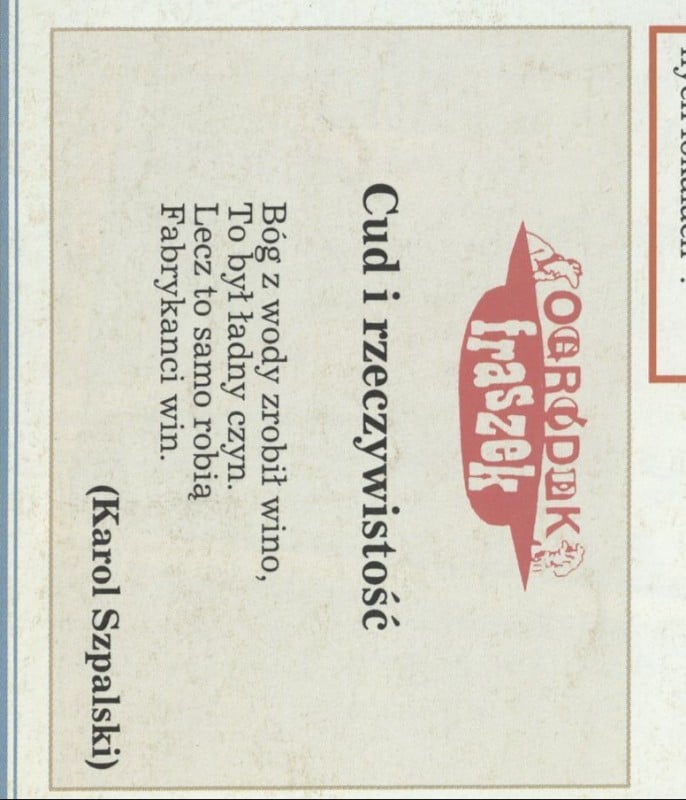 OGRÓDEK
fraszek
Cud i rzeczywistość
Bóg z wody zrobił wino,
To był ładny czyn.
Lecz to samo robią
Fabrykanci win.
(Karol Szpalski)